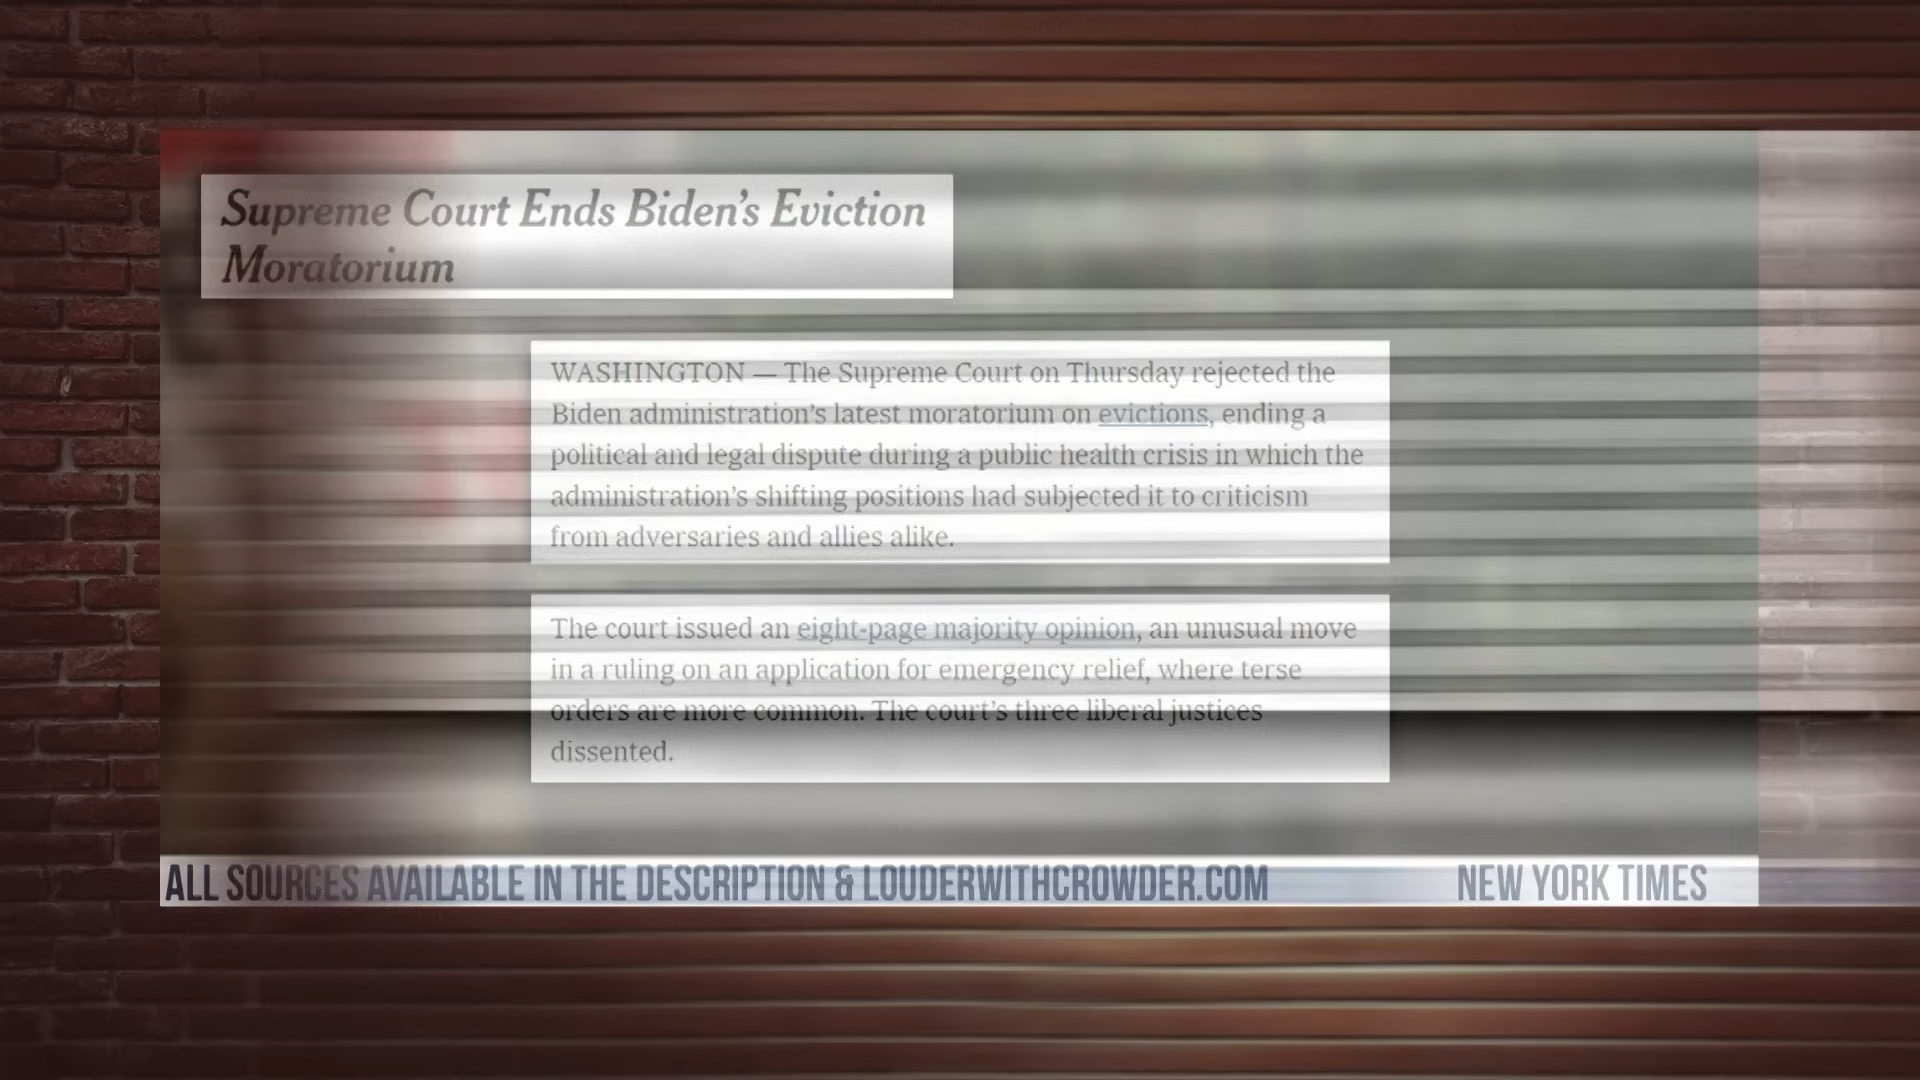 Supreme Court Ends Biden’s Eviction
Moratorium
WASHINGTON — The Supreme Court on Thursday rejected the
Biden administration’s latest moratorium on evictions, ending a
political and legal dispute during a public health crisis in which the
administration’s shifting positions had subjected it to criticism
from adversaries and allies alike.
The court issued an eight-page majority opinion, an unusual move
in a ruling on an application for emergency relief, where terse
orders are more common. The court’s three liberal justices
dissented.
ALL SOURCES AVAILABLE IN THE DESCRIPTION & LOUDERWITHCROWDER.COM
NEW YORK TIMES